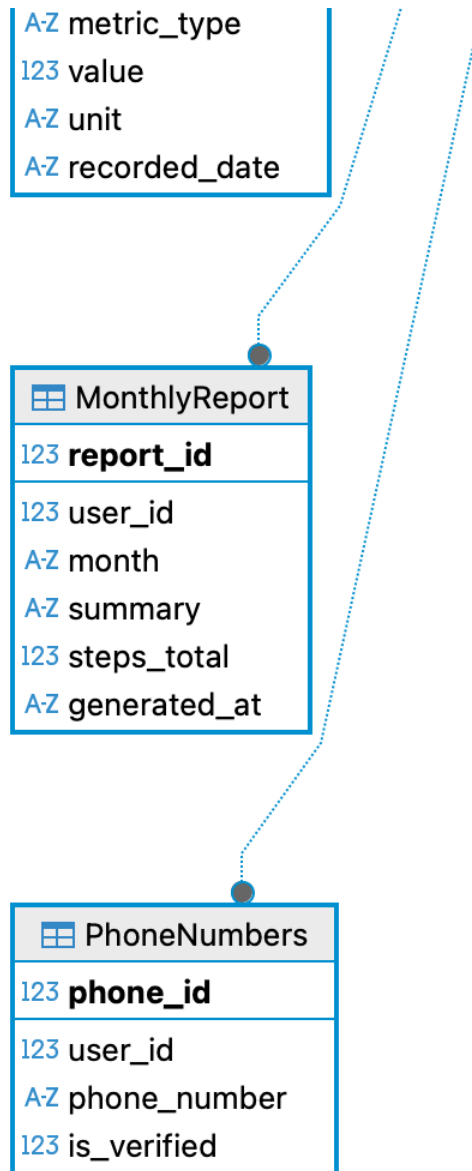 A-Z metric_type
123 value
A-Z unit
A-Z recorded_date
MonthlyReport
123 report_id
123 user_id
A-Z month
A-Z summary
123 steps_total
A-Z generated_at
PhoneNumbers
123 phone_id
123 user_id
A-Z phone_number
123 is_verified